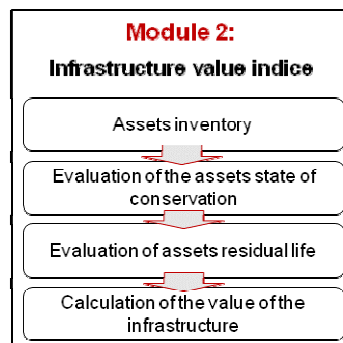 Module 2:
Infrastructure value indice
Assets inventory
Evaluation of the assets state of
conservation
Evaluation of assets residual life
Calculation of the value of the
infrastructure